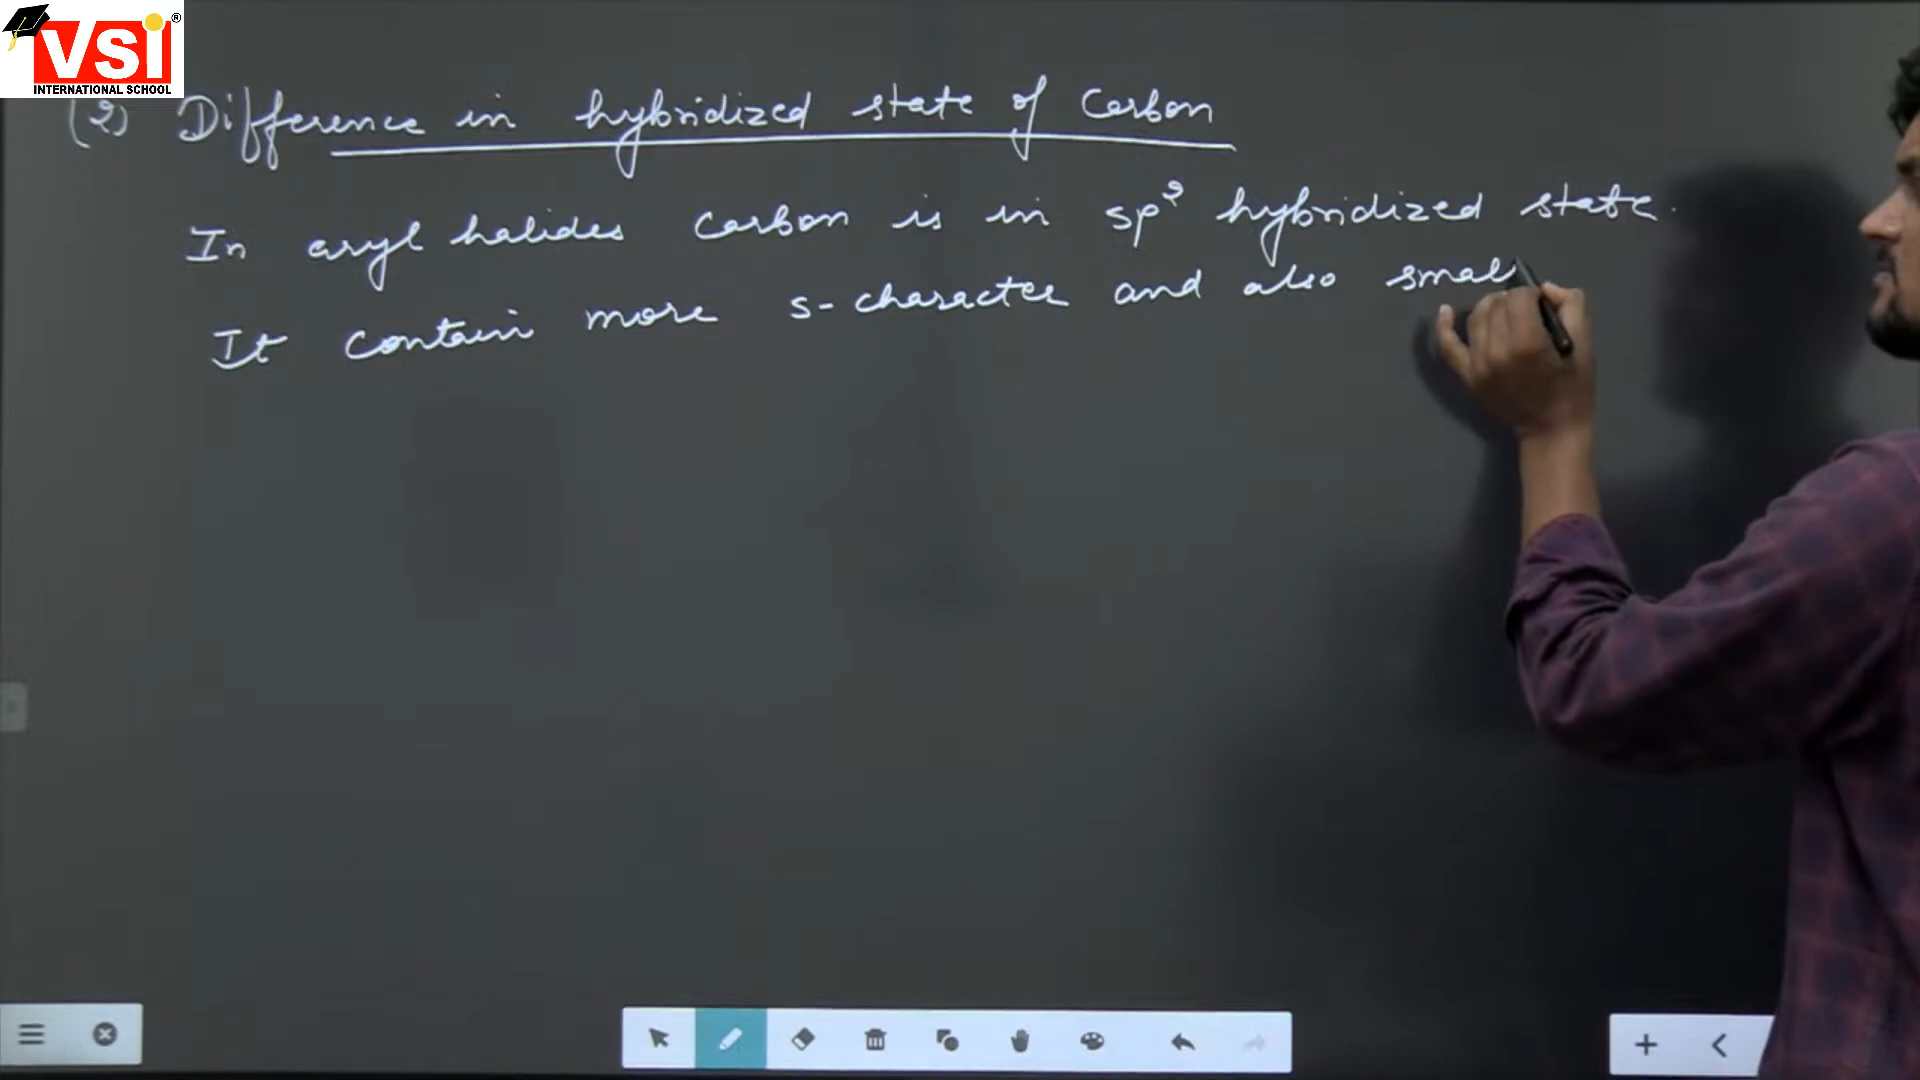 VSI®
INTERNATIONAL SCHOOL
(2) Difference in hybridized state of Carbon
In aryl halides carbon is in sp² hybridized state.
It contain more s-character and also small